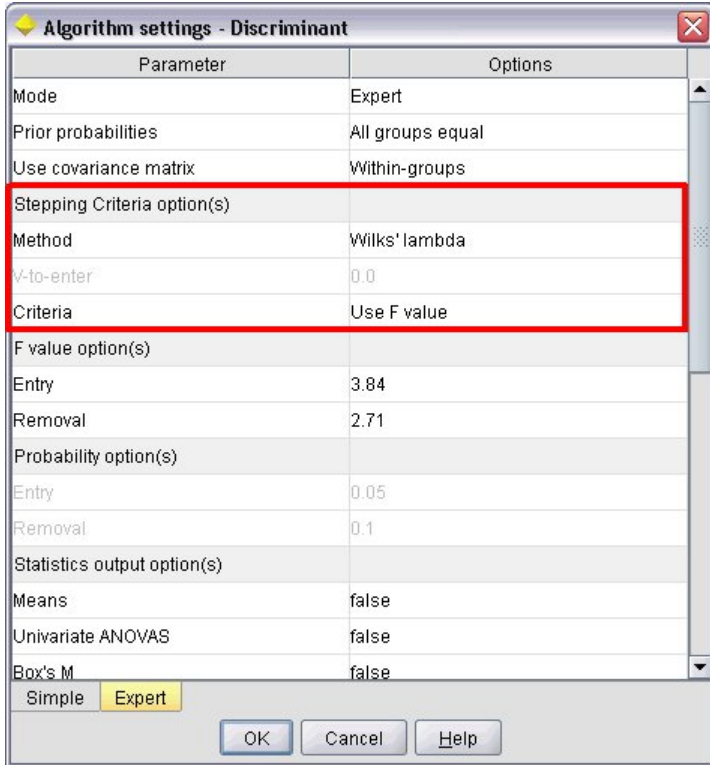 Algorithm settings - Discriminant
Parameter Options
Mode Expert
Prior probabilities All groups equal
Use covariance matrix Within-groups
Stepping Criteria option(s)
Method Wilks' lambda
V-to-enter 0.0
Criteria Use F value
F value option(s)
Entry 3.84
Removal 2.71
Probability option(s)
Entry 0.05
Removal 0.1
Statistics output option(s)
Means false
Univariate ANOVAS false
Box's M false
Simple Expert
OK Cancel Help